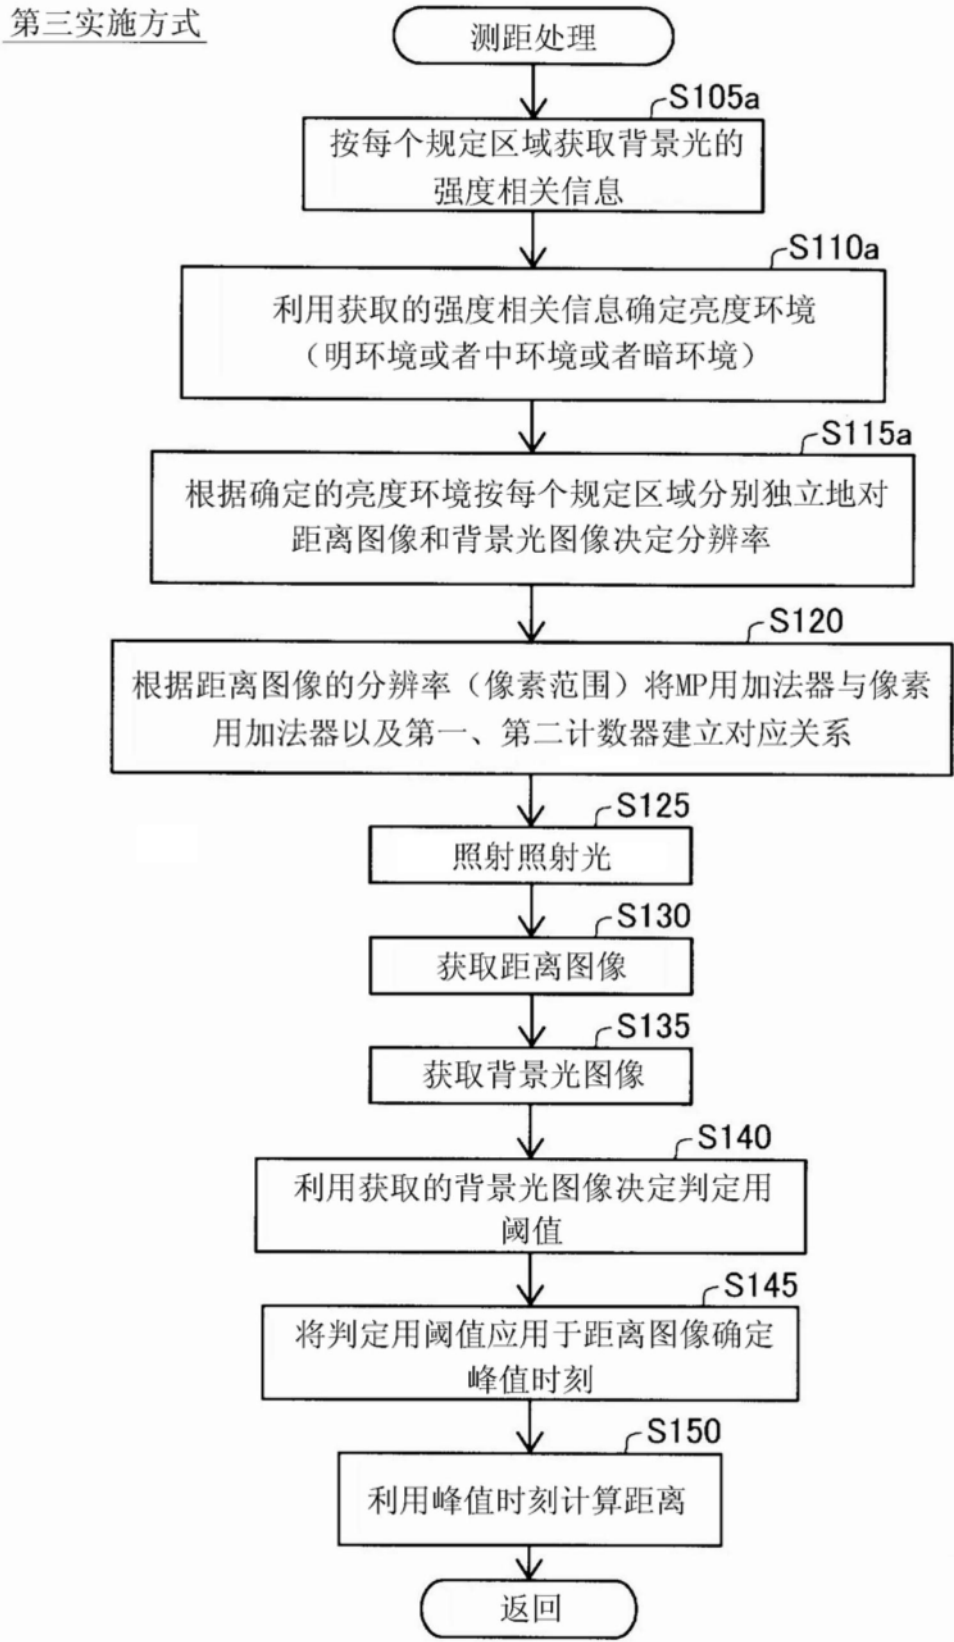 第三实施方式
测距处理
S105a
按每个规定区域获取背景光的
强度相关信息
S110a
利用获取的强度相关信息确定亮度环境
（明环境或者中环境或者暗环境）
S115a
根据确定的亮度环境按每个规定区域分别独立地对
距离图像和背景光图像决定分辨率
S120
根据距离图像的分辨率（像素范围）将MP用加法器与像素
用加法器以及第一、第二计数器建立对应关系
S125
照射照射光
S130
获取距离图像
S135
获取背景光图像
S140
利用获取的背景光图像决定判定用
阈值
S145
将判定用阈值应用于距离图像确定
峰值时刻
S150
利用峰值时刻计算距离
返回